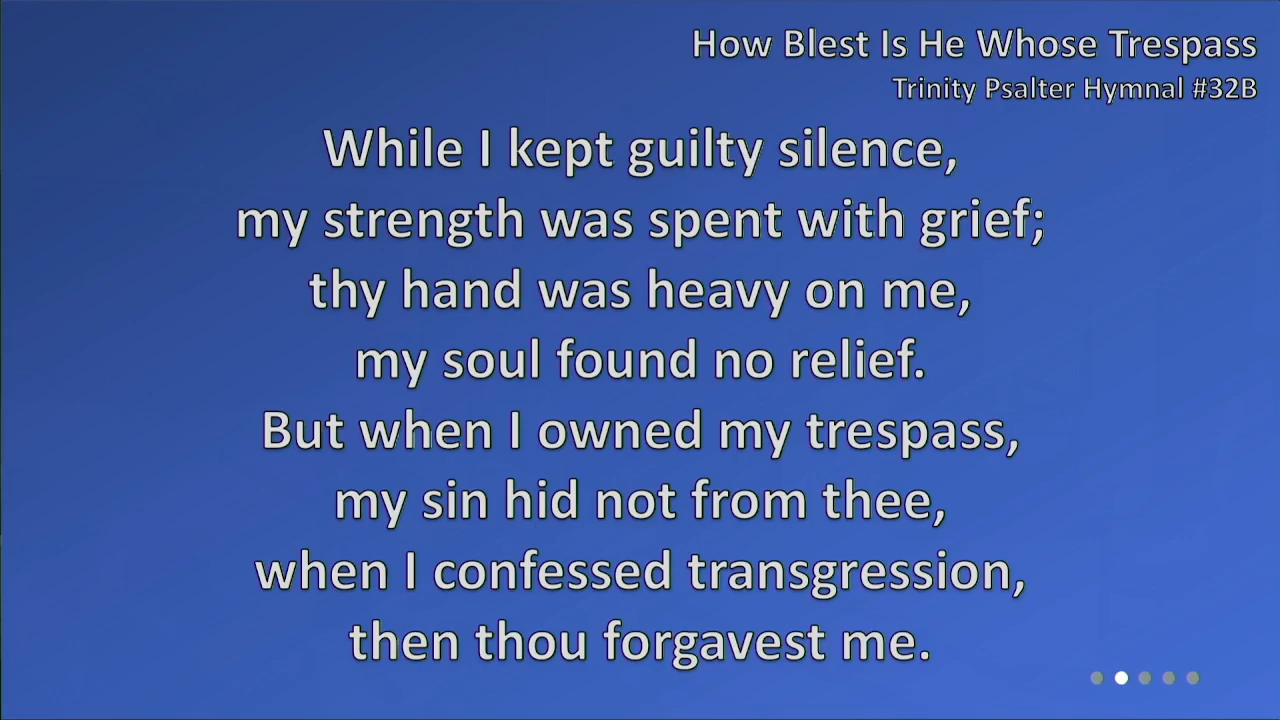 How Blest Is He Whose Trespass
Trinity Psalter Hymnal #32B
While I kept guilty silence,
my strength was spent with grief;
thy hand was heavy on me,
my soul found no relief.
But when I owned my trespass,
my sin hid not from thee,
when I confessed transgression,
then thou forgavest me.